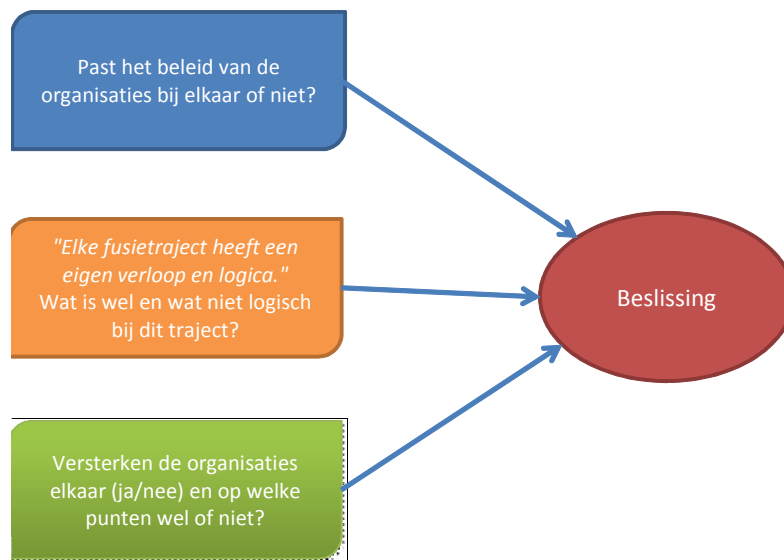 Past het beleid van de
organisaties bij elkaar of niet?
"Elke fusietraject heeft een
eigen verloop en logica."
Wat is wel en wat niet logisch
bij dit traject?
Beslissing
Versterken de organisaties
elkaar (ja/nee) en op welke
punten wel of niet?